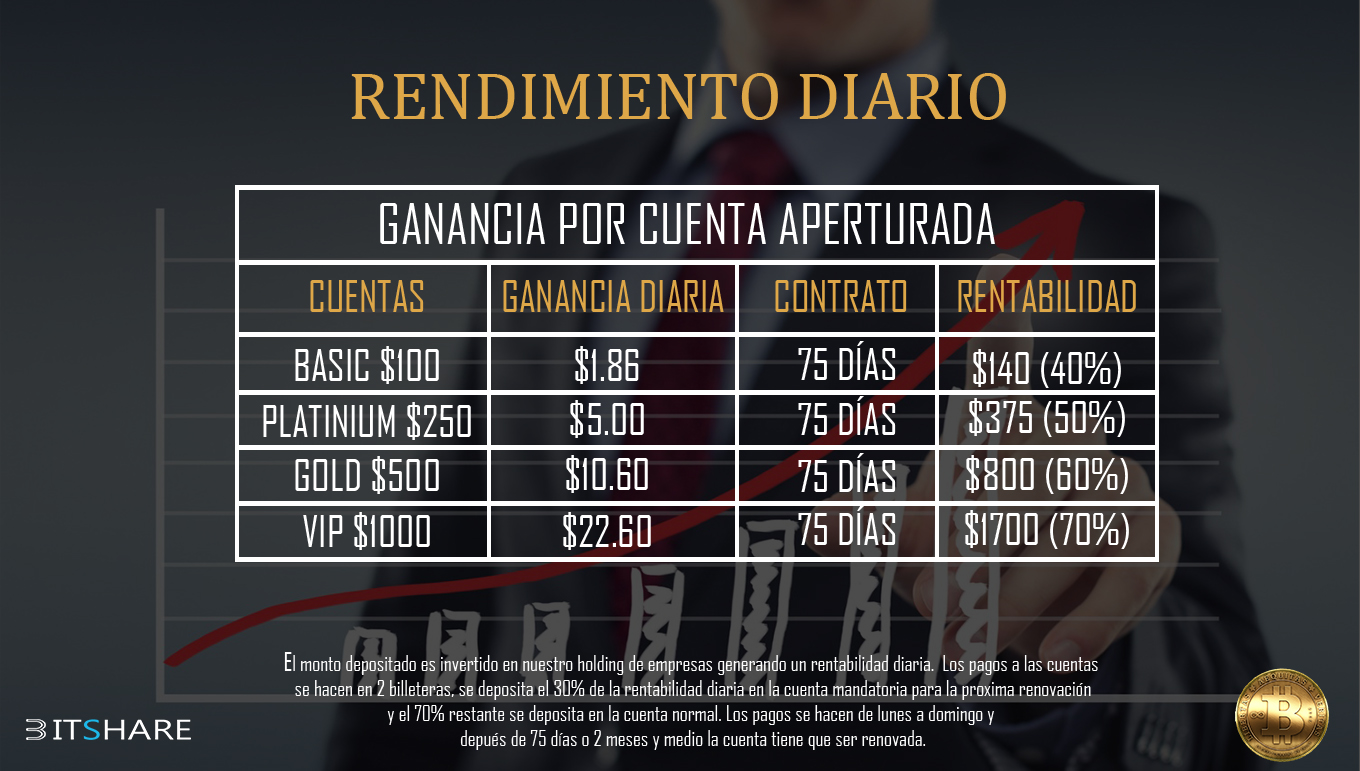 RENDIMIENTO DIARIO
GANANCIA POR CUENTA APERTURADA
CUENTAS GANANCIA DIARIA CONTRATO RENTABILIDAD
BASIC $100 $1.86 75 DÍAS $140 (40%)
PLATINIUM $250 $5.00 75 DÍAS $375 (50%)
GOLD $500 $10.60 75 DÍAS $800 (60%)
VIP $1000 $22.60 75 DÍAS $1700 (70%)
El monto depositado es invertido en nuestro holding de empresas generando un rentabilidad diaria. Los pagos a las cuentas
se hacen en 2 billeteras, se deposita el 30% de la rentabilidad diaria en la cuenta mandatoria para la proxima renovación
y el 70% restante se deposita en la cuenta normal. Los pagos se hacen de lunes a domingo y
depués de 75 días o 2 meses y medio la cuenta tiene que ser renovada.
BITSHARE